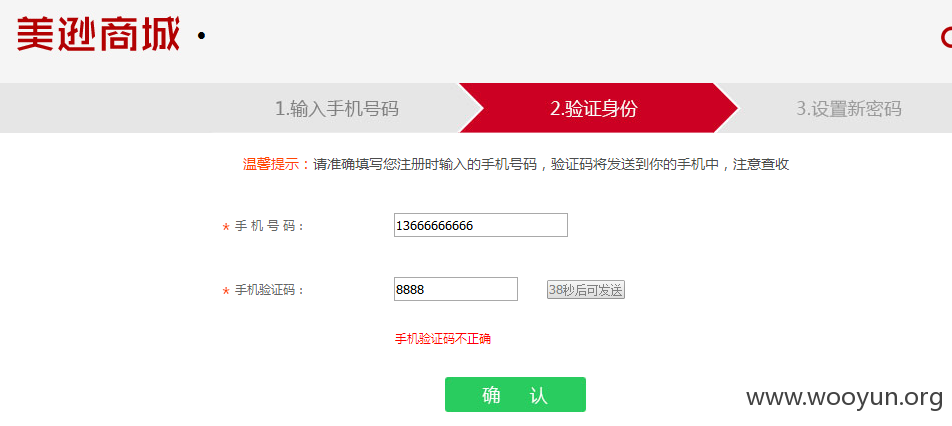 美逊商城
1.输入手机号码 2.验证身份 3.设置新密码
温馨提示：请准确填写您注册时输入的手机号码，验证码将发送到你的手机中，注意查收
* 手 机 号 码： 13666666666
* 手机验证码： 8888 38秒后可发送
手机验证码不正确
确 认
www.wooyun.org